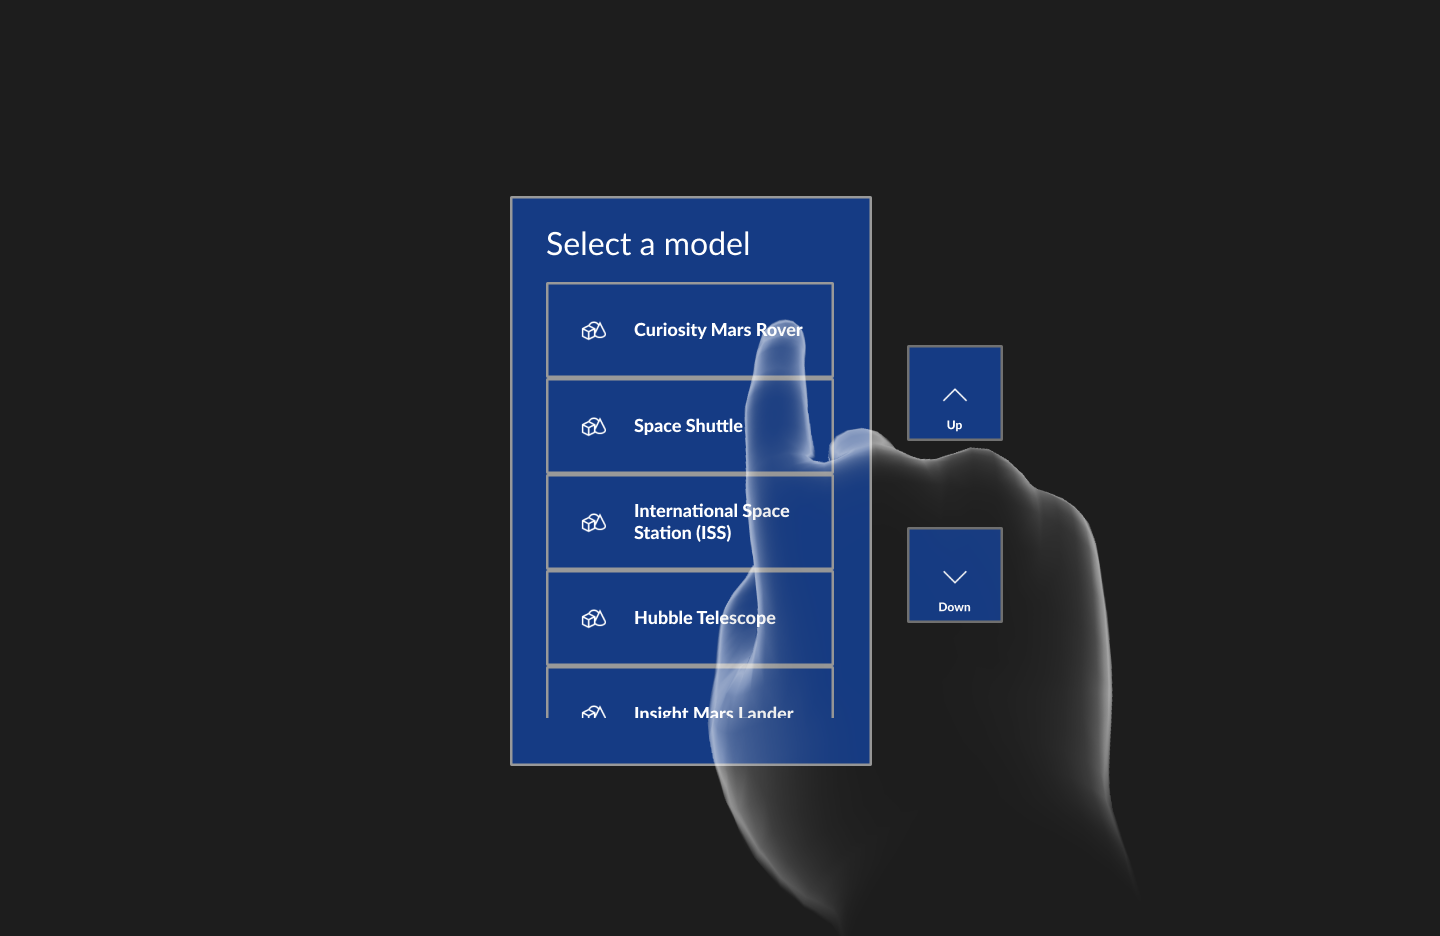 Select a model
Curiosity Mars Rover
Space Shuttle
International Space
Station (ISS)
Hubble Telescope
Insight Mars Lander
Up
Down